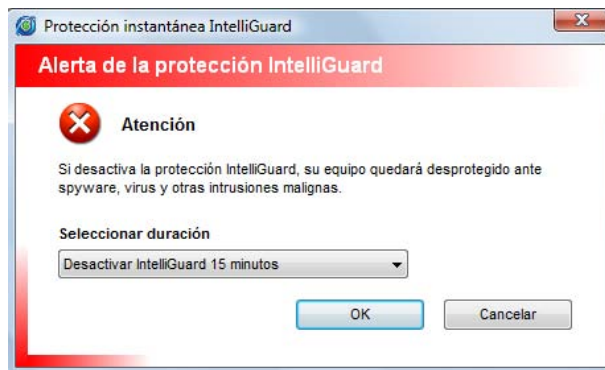 Protección instantánea IntelliGuard
Alerta de la protección IntelliGuard
Atención
Si desactiva la protección IntelliGuard, su equipo quedará desprotegido ante
spyware, virus y otras intrusiones malignas.
Seleccionar duración
Desactivar IntelliGuard 15 minutos
OK
Cancelar